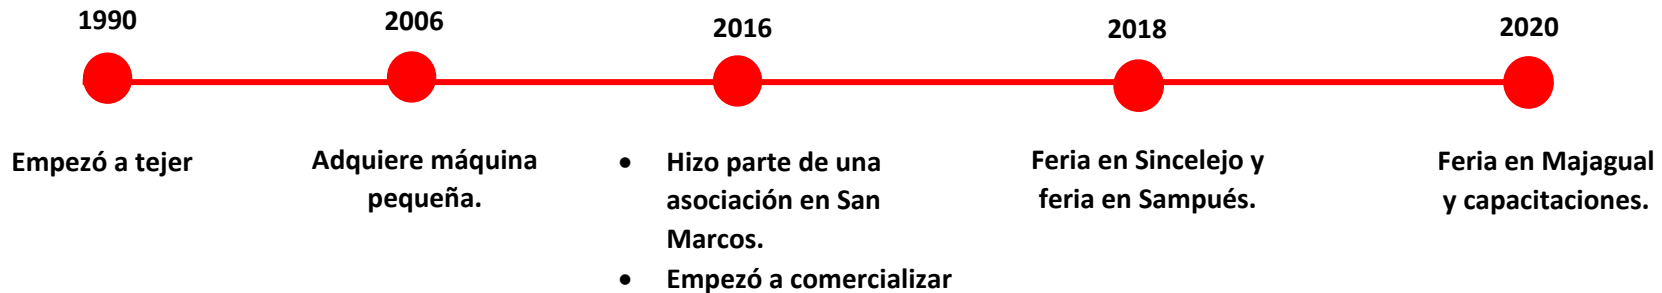 1990
2006
2016
2018
2020
Empezó a tejer
Adquiere máquina
pequeña.
• Hizo parte de una
asociación en San
Marcos.
• Empezó a comercializar
Feria en Sincelejo y
feria en Sampués.
Feria en Majagual
y capacitaciones.